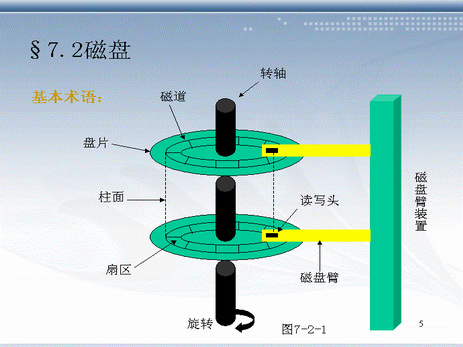 §7.2磁盘
基本术语：
转轴
磁道
盘片
柱面
读写头
磁盘臂装置
扇区
磁盘臂
旋转
图7-2-1
5